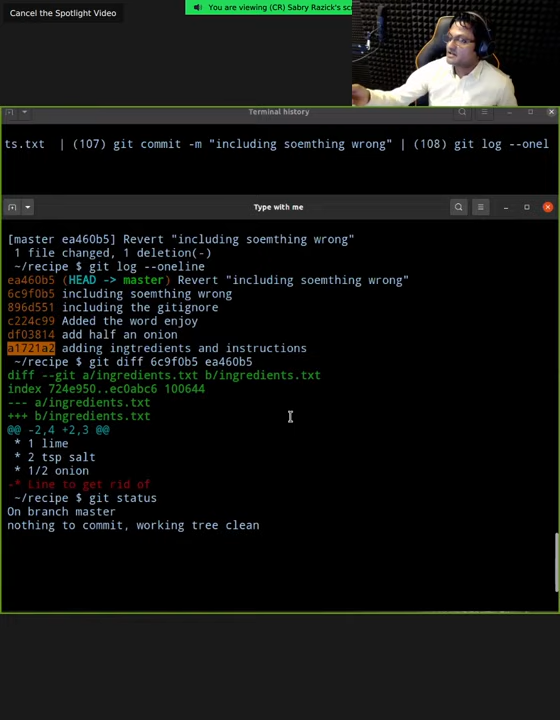 Cancel the Spotlight Video
You are viewing (CR) Sabry Razick's sc
Terminal history
ts.txt | (107) git commit -m "including soemthing wrong" | (108) git log --onel
Type with me
[master ea460b5] Revert "including soemthing wrong"
1 file changed, 1 deletion(-)
~/recipe $ git log --oneline
ea460b5 (HEAD -> master) Revert "including soemthing wrong"
6c9f0b5 including soemthing wrong
896d551 including the gitignore
c224c99 Added the word enjoy
df03814 add half an onion
a1721a2 adding ingtredients and instructions
~/recipe $ git diff 6c9f0b5 ea460b5
diff --git a/ingredients.txt b/ingredients.txt
index 724e950..ec0abc6 100644
--- a/ingredients.txt
+++ b/ingredients.txt
@@ -2,4 +2,3 @@
* 1 lime
* 2 tsp salt
* 1/2 onion
-* Line to get rid of
~/recipe $ git status
On branch master
nothing to commit, working tree clean